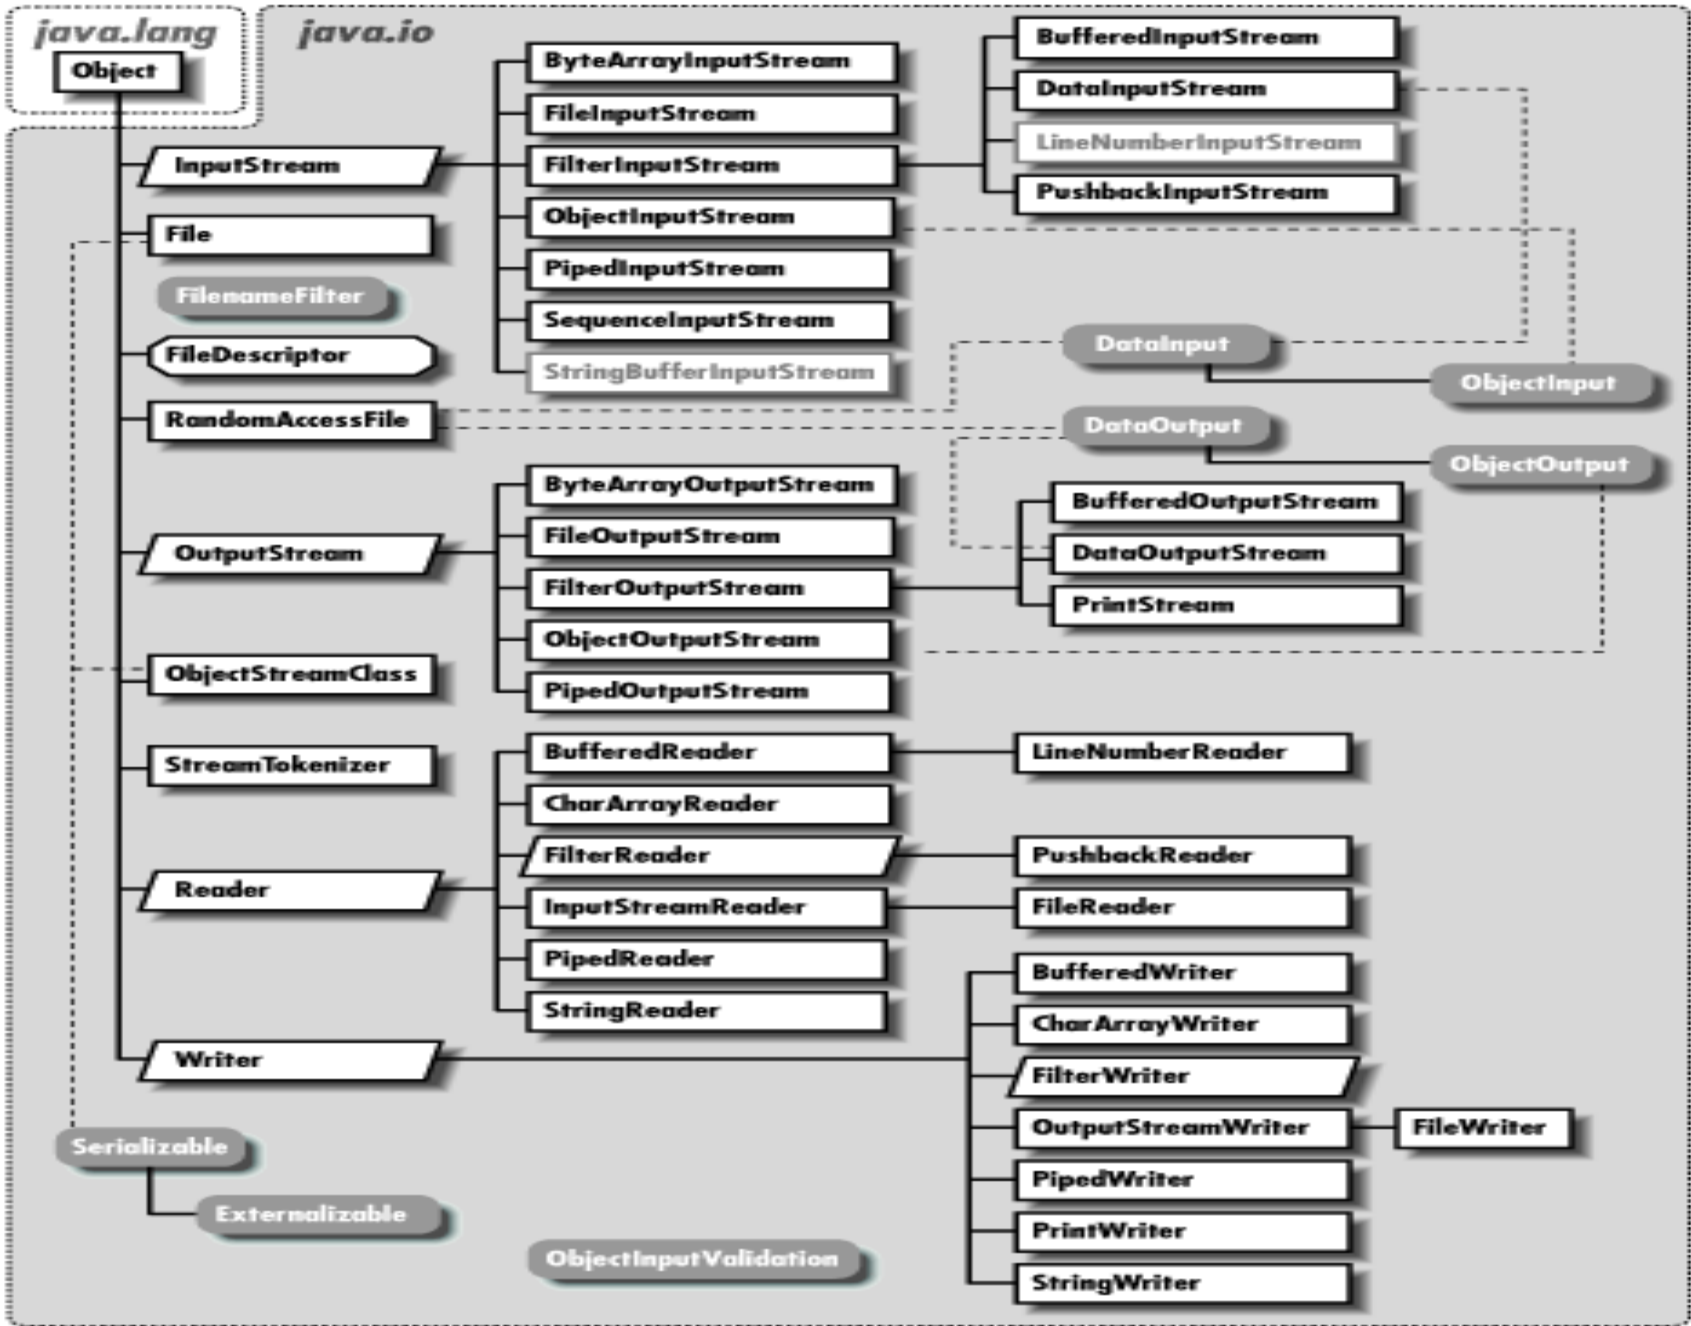 java.lang
Object
java.io
InputStream
File
FilenameFilter
FileDescriptor
RandomAccessFile
OutputStream
ObjectStreamClass
StreamTokenizer
Reader
Writer
Serializable
Externalizable
ByteArrayInputStream
FileInputStream
FilterInputStream
ObjectInputStream
PipedInputStream
SequenceInputStream
StringBufferInputStream
BufferedInputStream
DataInputStream
LineNumberInputStream
PushbackInputStream
DataInput
ObjectInput
DataOutput
ObjectOutput
ByteArrayOutputStream
FileOutputStream
FilterOutputStream
ObjectOutputStream
PipedOutputStream
BufferedOutputStream
DataOutputStream
PrintStream
BufferedReader
CharArrayReader
FilterReader
InputStreamReader
PipedReader
StringReader
LineNumberReader
PushbackReader
FileReader
BufferedWriter
CharArrayWriter
FilterWriter
OutputStreamWriter
PipedWriter
PrintWriter
StringWriter
FileWriter
ObjectInputValidation